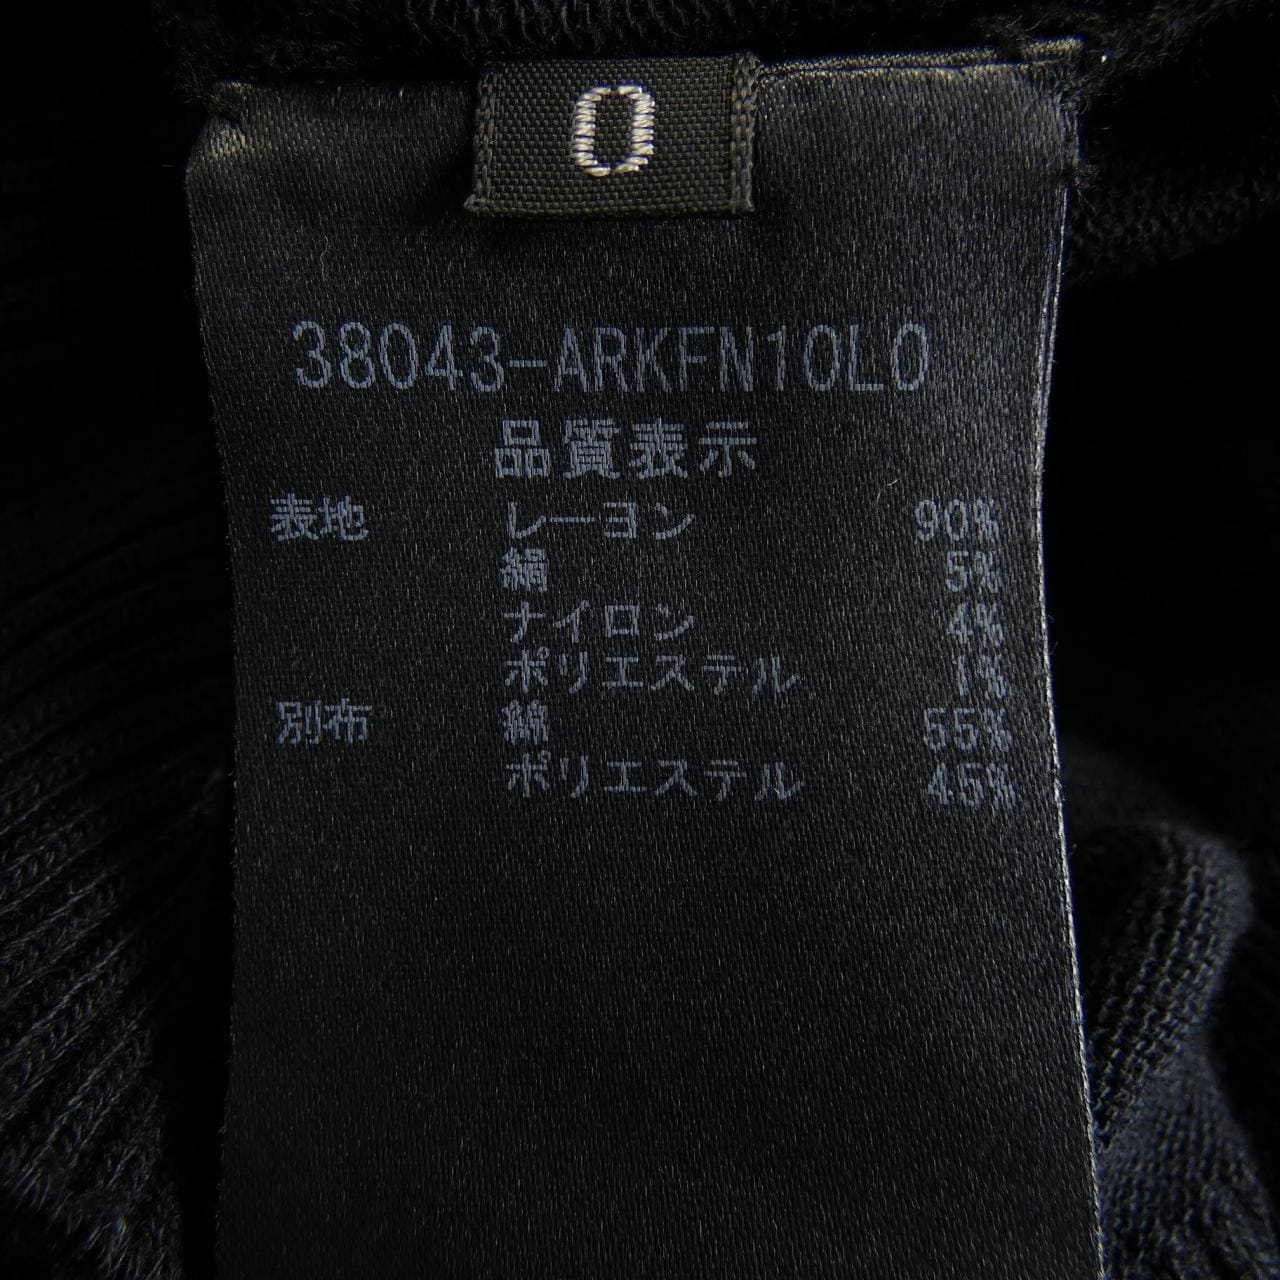 0
38043-ARKFN10L0
品質表示
表地 レーヨン 90%
絹 5%
ナイロン 4%
ポリエステル 1%
別布 綿 55%
ポリエステル 45%